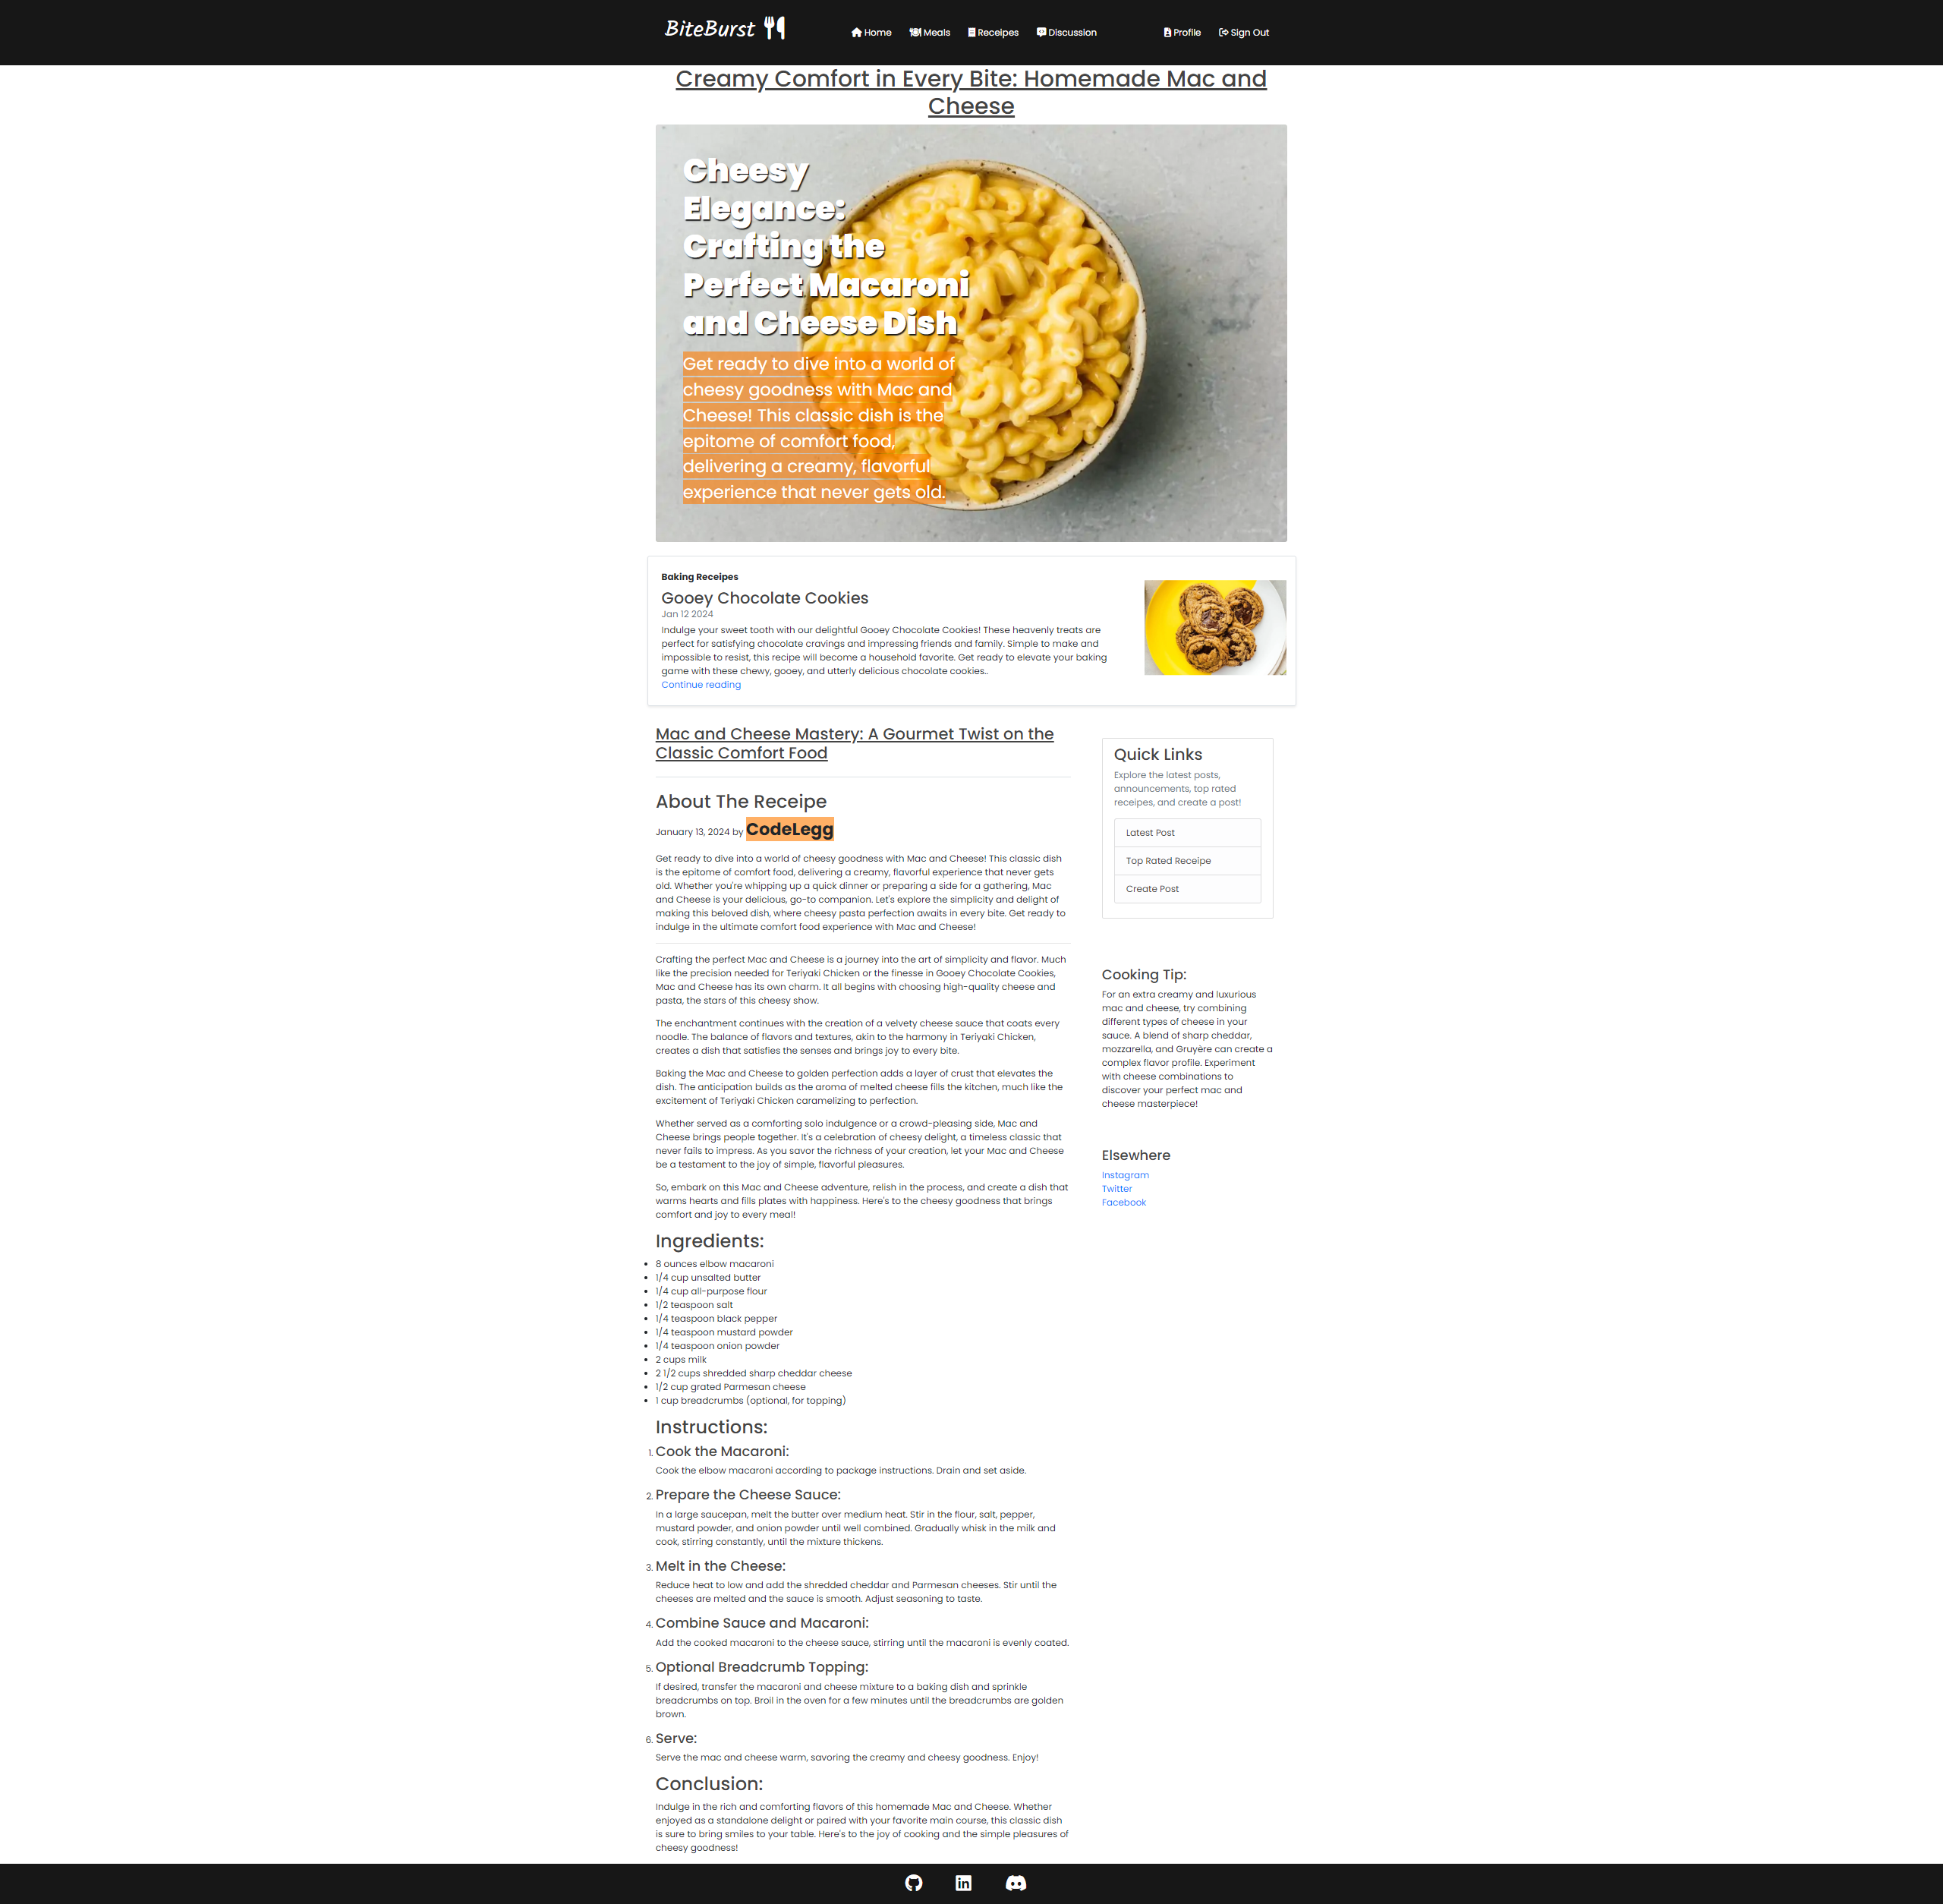 BiteBurst
Home Meals Receipes Discussion Profile Sign Out
Creamy Comfort in Every Bite: Homemade Mac and
Cheese
Cheesy
Elegance:
Crafting the
Perfect Macaroni
and Cheese Dish
Get ready to dive into a world of
cheesy goodness with Mac and
Cheese! This classic dish is the
epitome of comfort food,
delivering a creamy, flavorful
experience that never gets old.
Baking Receipes
Gooey Chocolate Cookies
Jan 12 2024
Indulge your sweet tooth with our delightful Gooey Chocolate Cookies! These heavenly treats are
perfect for satisfying chocolate cravings and impressing friends and family. Simple to make and
impossible to resist, this recipe will become a household favorite. Get ready to elevate your baking
game with these chewy, gooey, and utterly delicious chocolate cookies..
Continue reading
Mac and Cheese Mastery: A Gourmet Twist on the
Classic Comfort Food
About The Receipe
January 13, 2024 by CodeLegg
Get ready to dive into a world of cheesy goodness with Mac and Cheese! This classic dish
is the epitome of comfort food, delivering a creamy, flavorful experience that never gets
old. Whether you're whipping up a quick dinner or preparing a side for a gathering, Mac
and Cheese is your delicious, go-to companion. Let's explore the simplicity and delight of
making this beloved dish, where cheesy pasta perfection awaits in every bite. Get ready to
indulge in the ultimate comfort food experience with Mac and Cheese!
Crafting the perfect Mac and Cheese is a journey into the art of simplicity and flavor. Much
like the precision needed for Teriyaki Chicken or the finesse in Gooey Chocolate Cookies,
Mac and Cheese has its own charm. It all begins with choosing high-quality cheese and
pasta, the stars of this cheesy show.
The enchantment continues with the creation of a velvety cheese sauce that coats every
noodle. The balance of flavors and textures, akin to the harmony in Teriyaki Chicken,
creates a dish that satisfies the senses and brings joy to every bite.
Baking the Mac and Cheese to golden perfection adds a layer of crust that elevates the
dish. The anticipation builds as the aroma of melted cheese fills the kitchen, much like the
excitement of Teriyaki Chicken caramelizing to perfection.
Whether served as a comforting solo indulgence or a crowd-pleasing side, Mac and
Cheese brings people together. It's a celebration of cheesy delight, a timeless classic that
never fails to impress. As you savor the richness of your creation, let your Mac and Cheese
be a testament to the joy of simple, flavorful pleasures.
So, embark on this Mac and Cheese adventure, relish in the process, and create a dish that
warms hearts and fills plates with happiness. Here's to the cheesy goodness that brings
comfort and joy to every meal!
Ingredients:
8 ounces elbow macaroni
1/4 cup unsalted butter
1/4 cup all-purpose flour
1/2 teaspoon salt
1/4 teaspoon black pepper
1/4 teaspoon mustard powder
1/4 teaspoon onion powder
2 cups milk
2 1/2 cups shredded sharp cheddar cheese
1/2 cup grated Parmesan cheese
1 cup breadcrumbs (optional, for topping)
Instructions:
1. Cook the Macaroni:
Cook the elbow macaroni according to package instructions. Drain and set aside.
2. Prepare the Cheese Sauce:
In a large saucepan, melt the butter over medium heat. Stir in the flour, salt, pepper,
mustard powder, and onion powder until well combined. Gradually whisk in the milk and
cook, stirring constantly, until the mixture thickens.
3. Melt in the Cheese:
Reduce heat to low and add the shredded cheddar and Parmesan cheeses. Stir until the
cheeses are melted and the sauce is smooth. Adjust seasoning to taste.
4. Combine Sauce and Macaroni:
Add the cooked macaroni to the cheese sauce, stirring until the macaroni is evenly coated.
5. Optional Breadcrumb Topping:
If desired, transfer the macaroni and cheese mixture to a baking dish and sprinkle
breadcrumbs on top. Broil in the oven for a few minutes until the breadcrumbs are golden
brown.
6. Serve:
Serve the mac and cheese warm, savoring the creamy and cheesy goodness. Enjoy!
Conclusion:
Indulge in the rich and comforting flavors of this homemade Mac and Cheese. Whether
enjoyed as a standalone delight or paired with your favorite main course, this classic dish
is sure to bring smiles to your table. Here's to the joy of cooking and the simple pleasures of
cheesy goodness!
Quick Links
Explore the latest posts,
announcements, top rated
receipes, and create a post!
Latest Post
Top Rated Receipe
Create Post
Cooking Tip:
For an extra creamy and luxurious
mac and cheese, try combining
different types of cheese in your
sauce. A blend of sharp cheddar,
mozzarella, and Gruyère can create a
complex flavor profile. Experiment
with cheese combinations to
discover your perfect mac and
cheese masterpiece!
Elsewhere
Instagram
Twitter
Facebook